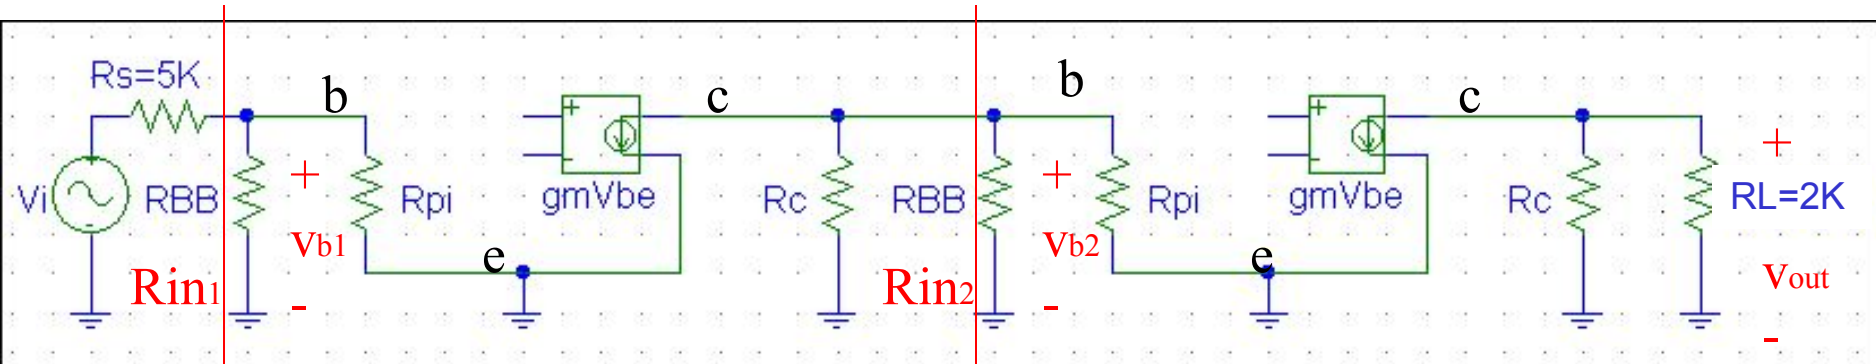 Rs=5K
b
c
b
c
+
-
+
-
+
+
+
Vi
RBB
Rpi
gmVbe
Rc
RBB
Rpi
gmVbe
Rc
RL=2K
Vb1
Vb2
e
e
Rin1
Rin2
Vout
-
-
-